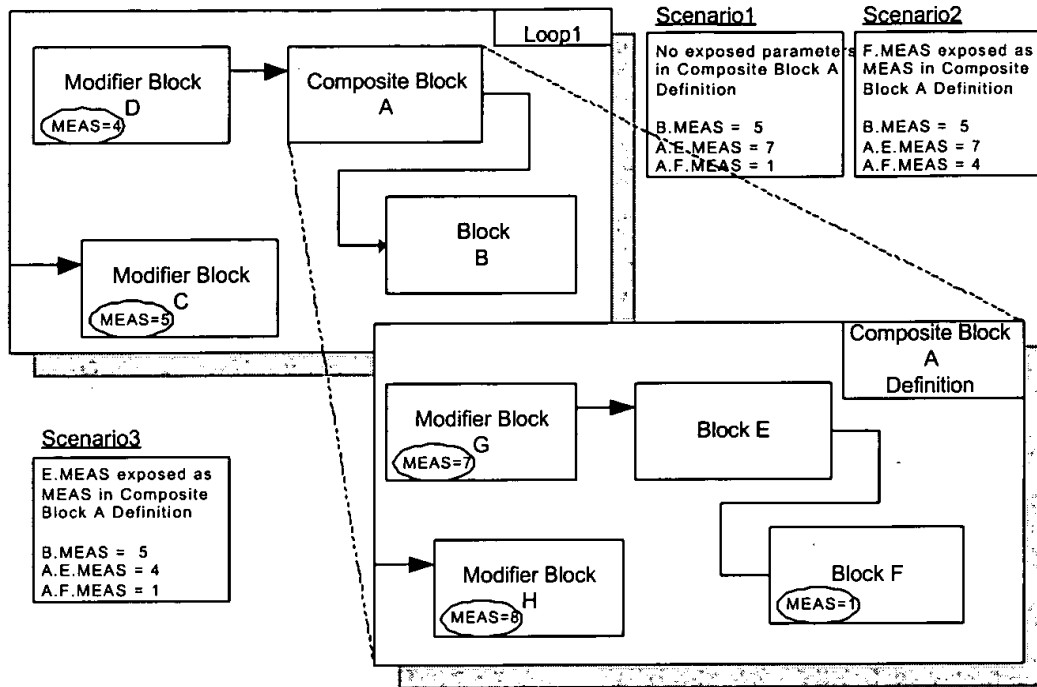 Loop1
Modifier Block
D
MEAS=4
Composite Block
A
Block
B
Modifier Block
C
MEAS=5
Scenario1
No exposed parameters
in Composite Block A
Definition
B.MEAS = 5
A.E.MEAS = 7
A.F.MEAS = 1
Scenario2
F.MEAS exposed as
MEAS in Composite
Block A Definition
B.MEAS = 5
A.E.MEAS = 7
A.F.MEAS = 4
Composite Block
A
Definition
Modifier Block
G
MEAS=7
Block E
Modifier Block
H
MEAS=8
Block F
MEAS=1
Scenario3
E.MEAS exposed as
MEAS in Composite
Block A Definition
B.MEAS = 5
A.E.MEAS = 4
A.F.MEAS = 1